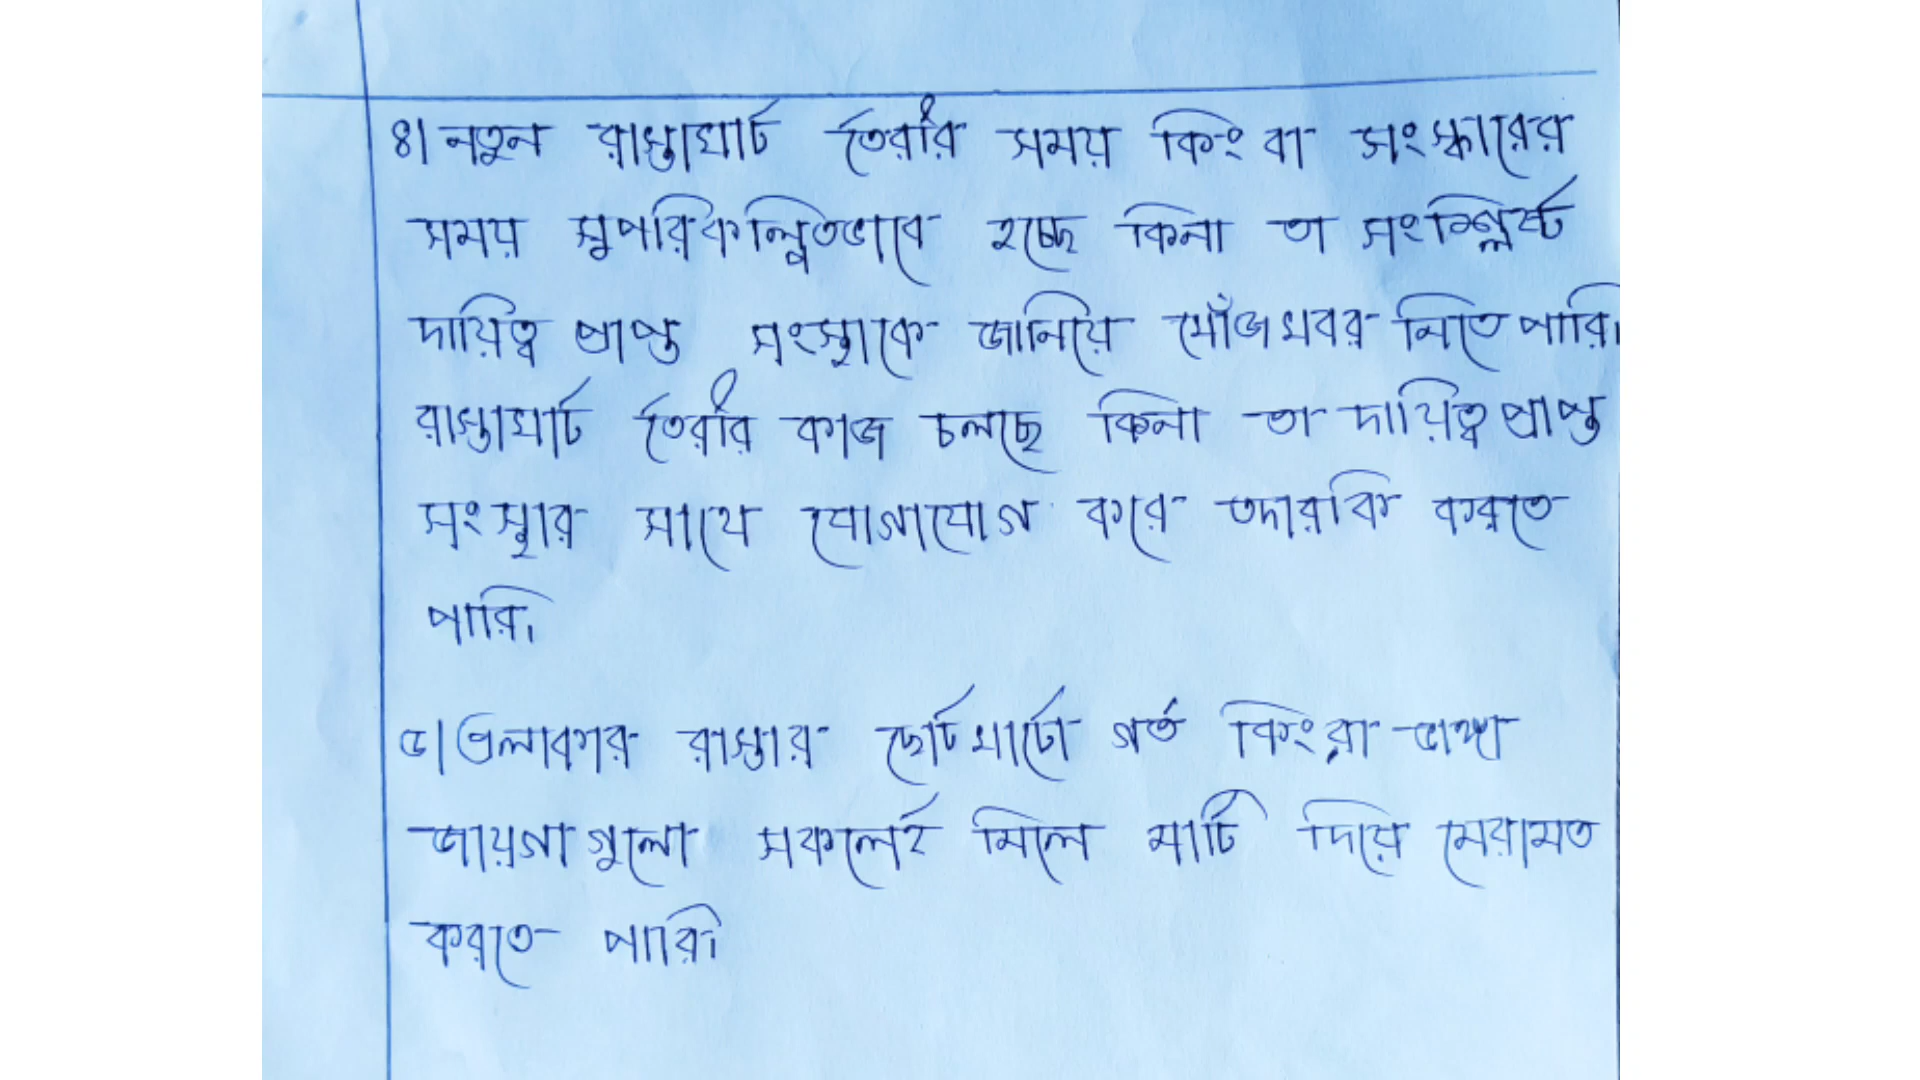 ৪। নতুন রাস্তাঘাট তৈরীর সময় কিংবা সংস্কারের
সময় সুপরিকল্পিতভাবে হচ্ছে কিনা তা সংশ্লিষ্ট
দায়িত্ব প্রাপ্ত সংস্থাকে জানিয়ে খোঁজখবর নিতে পারি।
রাস্তাঘাট তৈরীর কাজ চলছে কিনা তা দায়িত্ব প্রাপ্ত
সংস্থার সাথে যোগাযোগ করে তদারকি করতে
পারি।
৫। এলাকার রাস্তার ছোটখাটো গর্ত কিংবা ভাঙ্গা
জায়গা গুলো সকলেই মিলে মাটি দিয়ে মেরামত
করতে পারি।